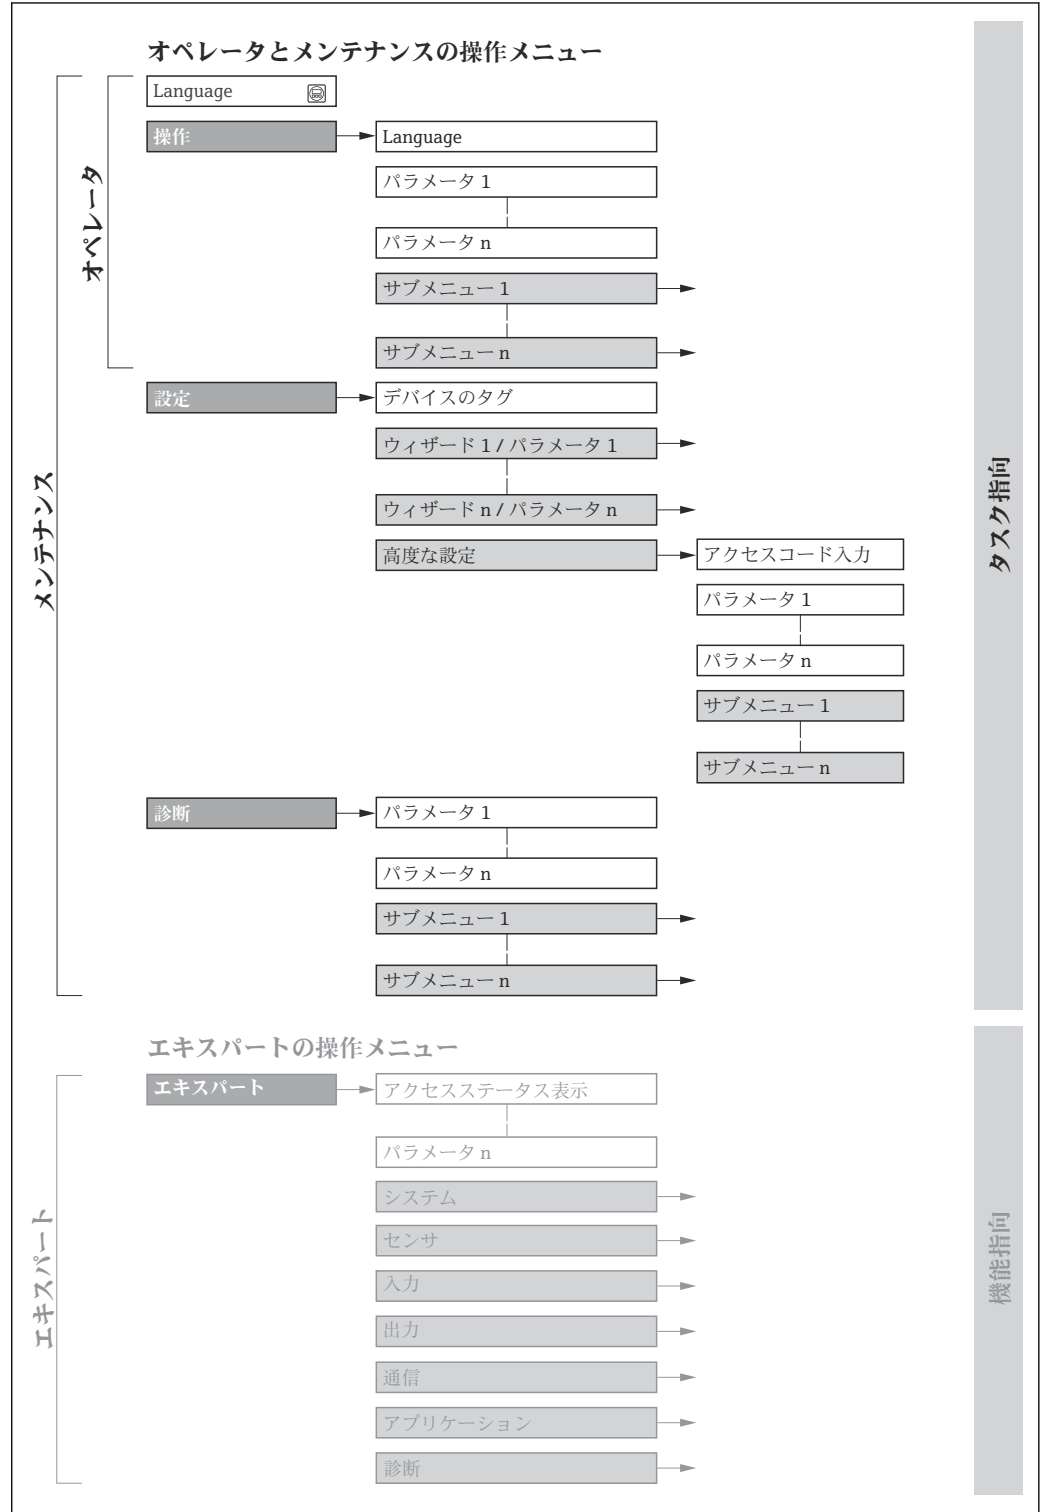 オペレータとメンテナンスの操作メニュー
Language
操作
Language
パラメータ 1
パラメータ n
サブメニュー 1
サブメニュー n
オペレータ
設定
デバイスのタグ
ウィザード 1 / パラメータ 1
ウィザード n / パラメータ n
高度な設定
アクセスコード入力
パラメータ 1
パラメータ n
サブメニュー 1
サブメニュー n
メンテナンス
タスク指向
診断
パラメータ 1
パラメータ n
サブメニュー 1
サブメニュー n
エキスパートの操作メニュー
エキスパート
アクセスステータス表示
パラメータ n
システム
センサ
入力
出力
通信
アプリケーション
診断
エキスパート
機能指向